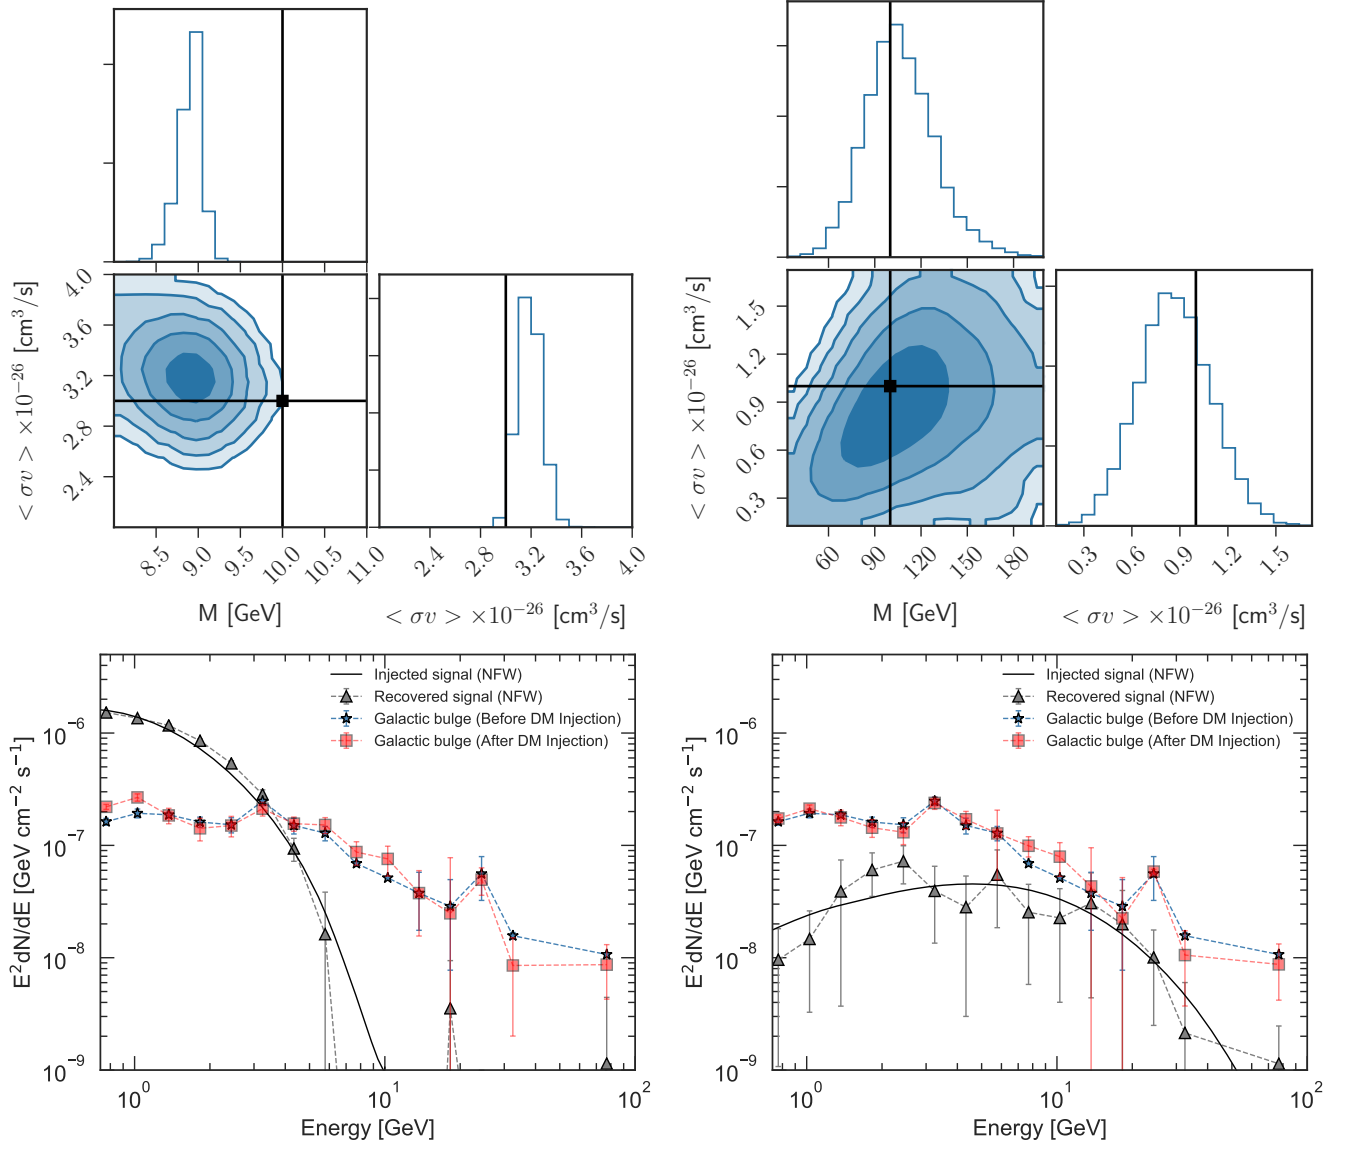 < σv > ×10⁻²⁶ [cm³/s]
4.0
3.6
3.2
2.8
2.4
8.5
9.0
9.5
10.0
10.5
11.0
2.4
2.8
3.2
3.6
4.0
M [GeV]
< σv > ×10⁻²⁶ [cm³/s]
< σv > ×10⁻²⁶ [cm³/s]
1.5
1.2
0.9
0.6
0.3
60
90
120
150
180
0.3
0.6
0.9
1.2
1.5
M [GeV]
< σv > ×10⁻²⁶ [cm³/s]
Injected signal (NFW)
Recovered signal (NFW)
Galactic bulge (Before DM Injection)
Galactic bulge (After DM Injection)
E²dN/dE [GeV cm⁻² s⁻¹]
10⁻⁶
10⁻⁷
10⁻⁸
10⁻⁹
10⁰
10¹
10²
Energy [GeV]
Injected signal (NFW)
Recovered signal (NFW)
Galactic bulge (Before DM Injection)
Galactic bulge (After DM Injection)
E²dN/dE [GeV cm⁻² s⁻¹]
10⁻⁶
10⁻⁷
10⁻⁸
10⁻⁹
10⁰
10¹
10²
Energy [GeV]